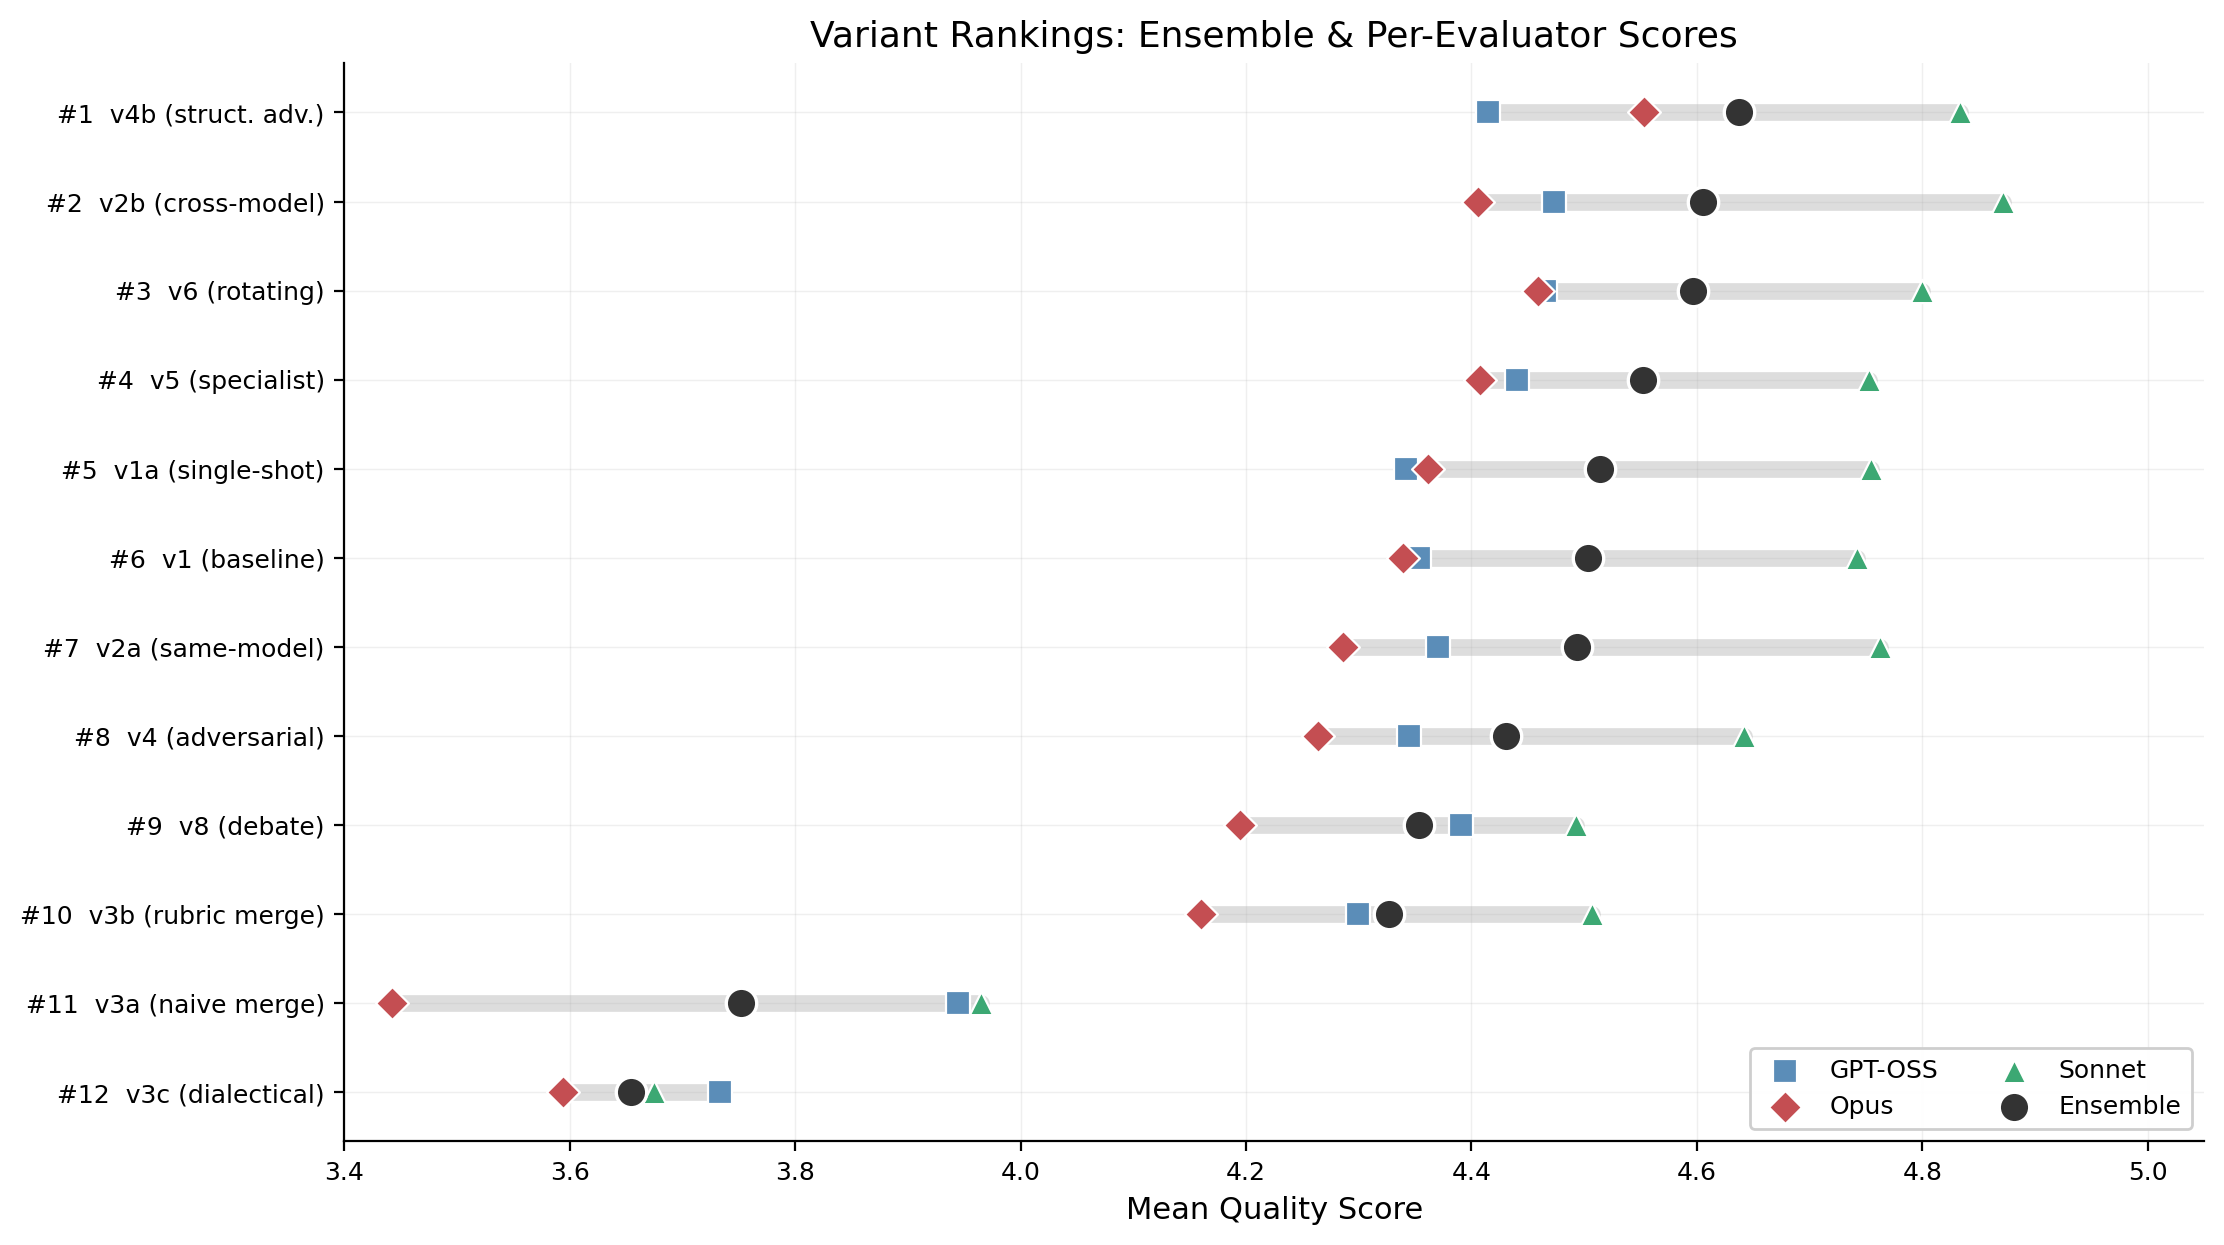 Variant Rankings: Ensemble & Per-Evaluator Scores
#1 v4b (struct. adv.)
#2 v2b (cross-model)
#3 v6 (rotating)
#4 v5 (specialist)
#5 v1a (single-shot)
#6 v1 (baseline)
#7 v2a (same-model)
#8 v4 (adversarial)
#9 v8 (debate)
#10 v3b (rubric merge)
#11 v3a (naive merge)
#12 v3c (dialectical)
GPT-OSS Sonnet
Opus Ensemble
3.4 3.6 3.8 4.0 4.2 4.4 4.6 4.8 5.0
Mean Quality Score